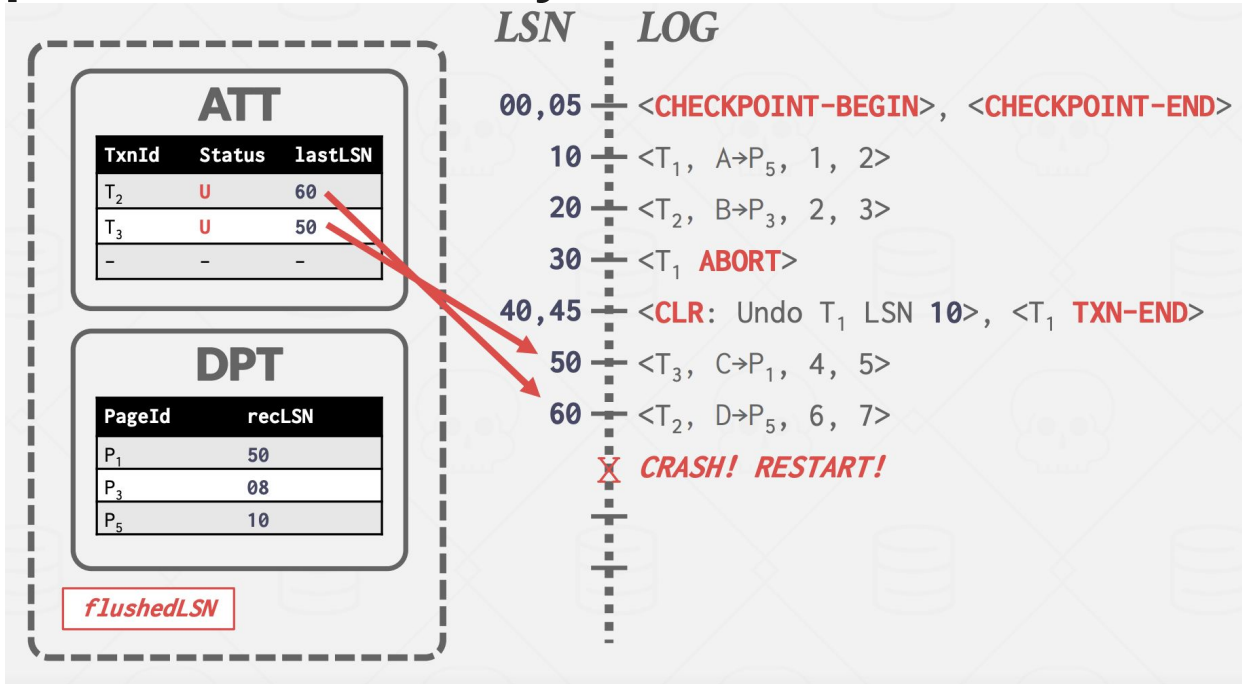 LSN LOG
ATT
TxnId Status lastLSN
T₂ U 60
T₃ U 50
- - -
DPT
PageId recLSN
P₁ 50
P₃ 08
P₅ 10
flushedLSN
00,05 <CHECKPOINT-BEGIN>, <CHECKPOINT-END>
10 <T₁, A→P₅, 1, 2>
20 <T₂, B→P₃, 2, 3>
30 <T₁ ABORT>
40,45 <CLR: Undo T₁ LSN 10>, <T₁ TXN-END>
50 <T₃, C→P₁, 4, 5>
60 <T₂, D→P₅, 6, 7>
X CRASH! RESTART!